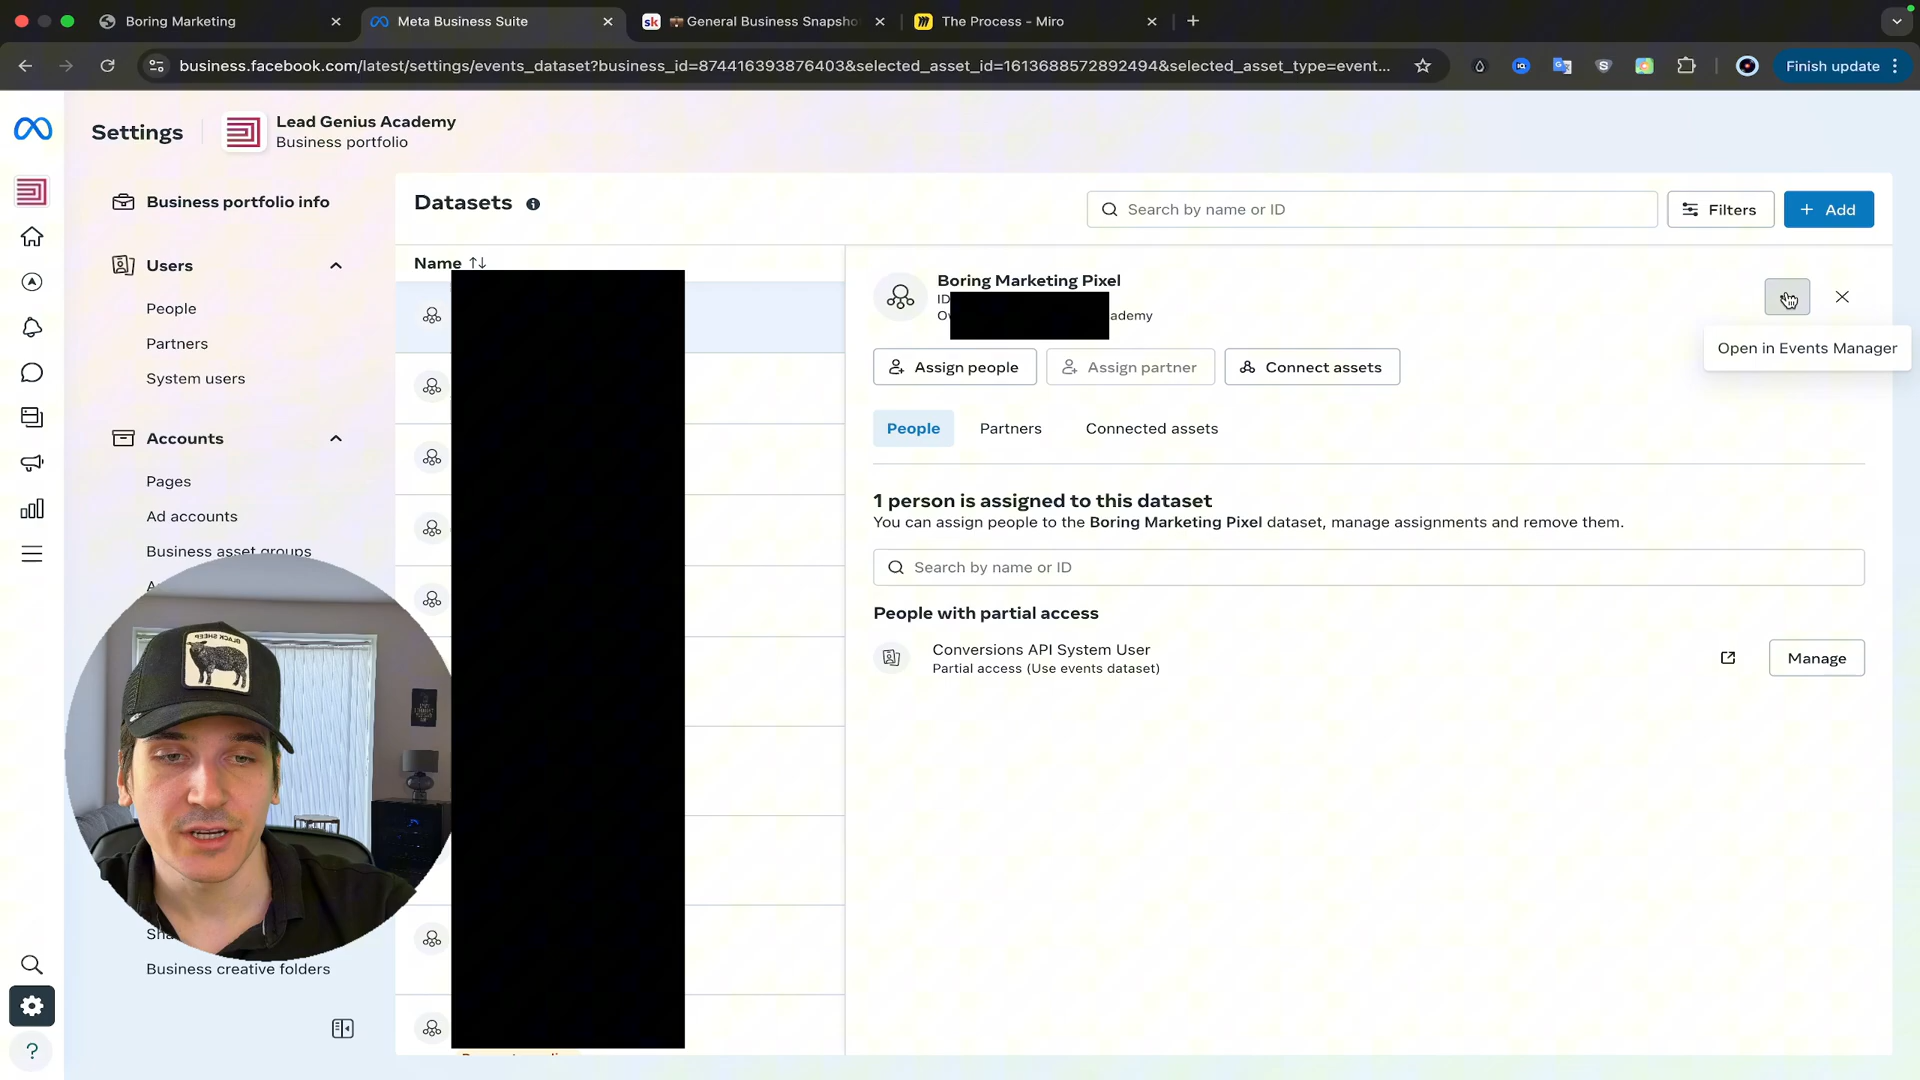 Boring Marketing
Meta Business Suite
sk
General Business Snapsho
The Process - Miro
business.facebook.com/latest/settings/events_dataset?business_id=874416393876403&selected_asset_id=1613688572892494&selected_asset_type=event...
Finish update
Settings
Lead Genius Academy
Business portfolio
Business portfolio info
Users
People
Partners
System users
Accounts
Pages
Ad accounts
Business asset groups
BLACK SHEEP
Sha
Business creative folders
Datasets
Search by name or ID
Filters
+ Add
Name
Boring Marketing Pixel
ID
ademy
Open in Events Manager
Assign people
Assign partner
Connect assets
People
Partners
Connected assets
1 person is assigned to this dataset
You can assign people to the Boring Marketing Pixel dataset, manage assignments and remove them.
Search by name or ID
People with partial access
Conversions API System User
Partial access (Use events dataset)
Manage